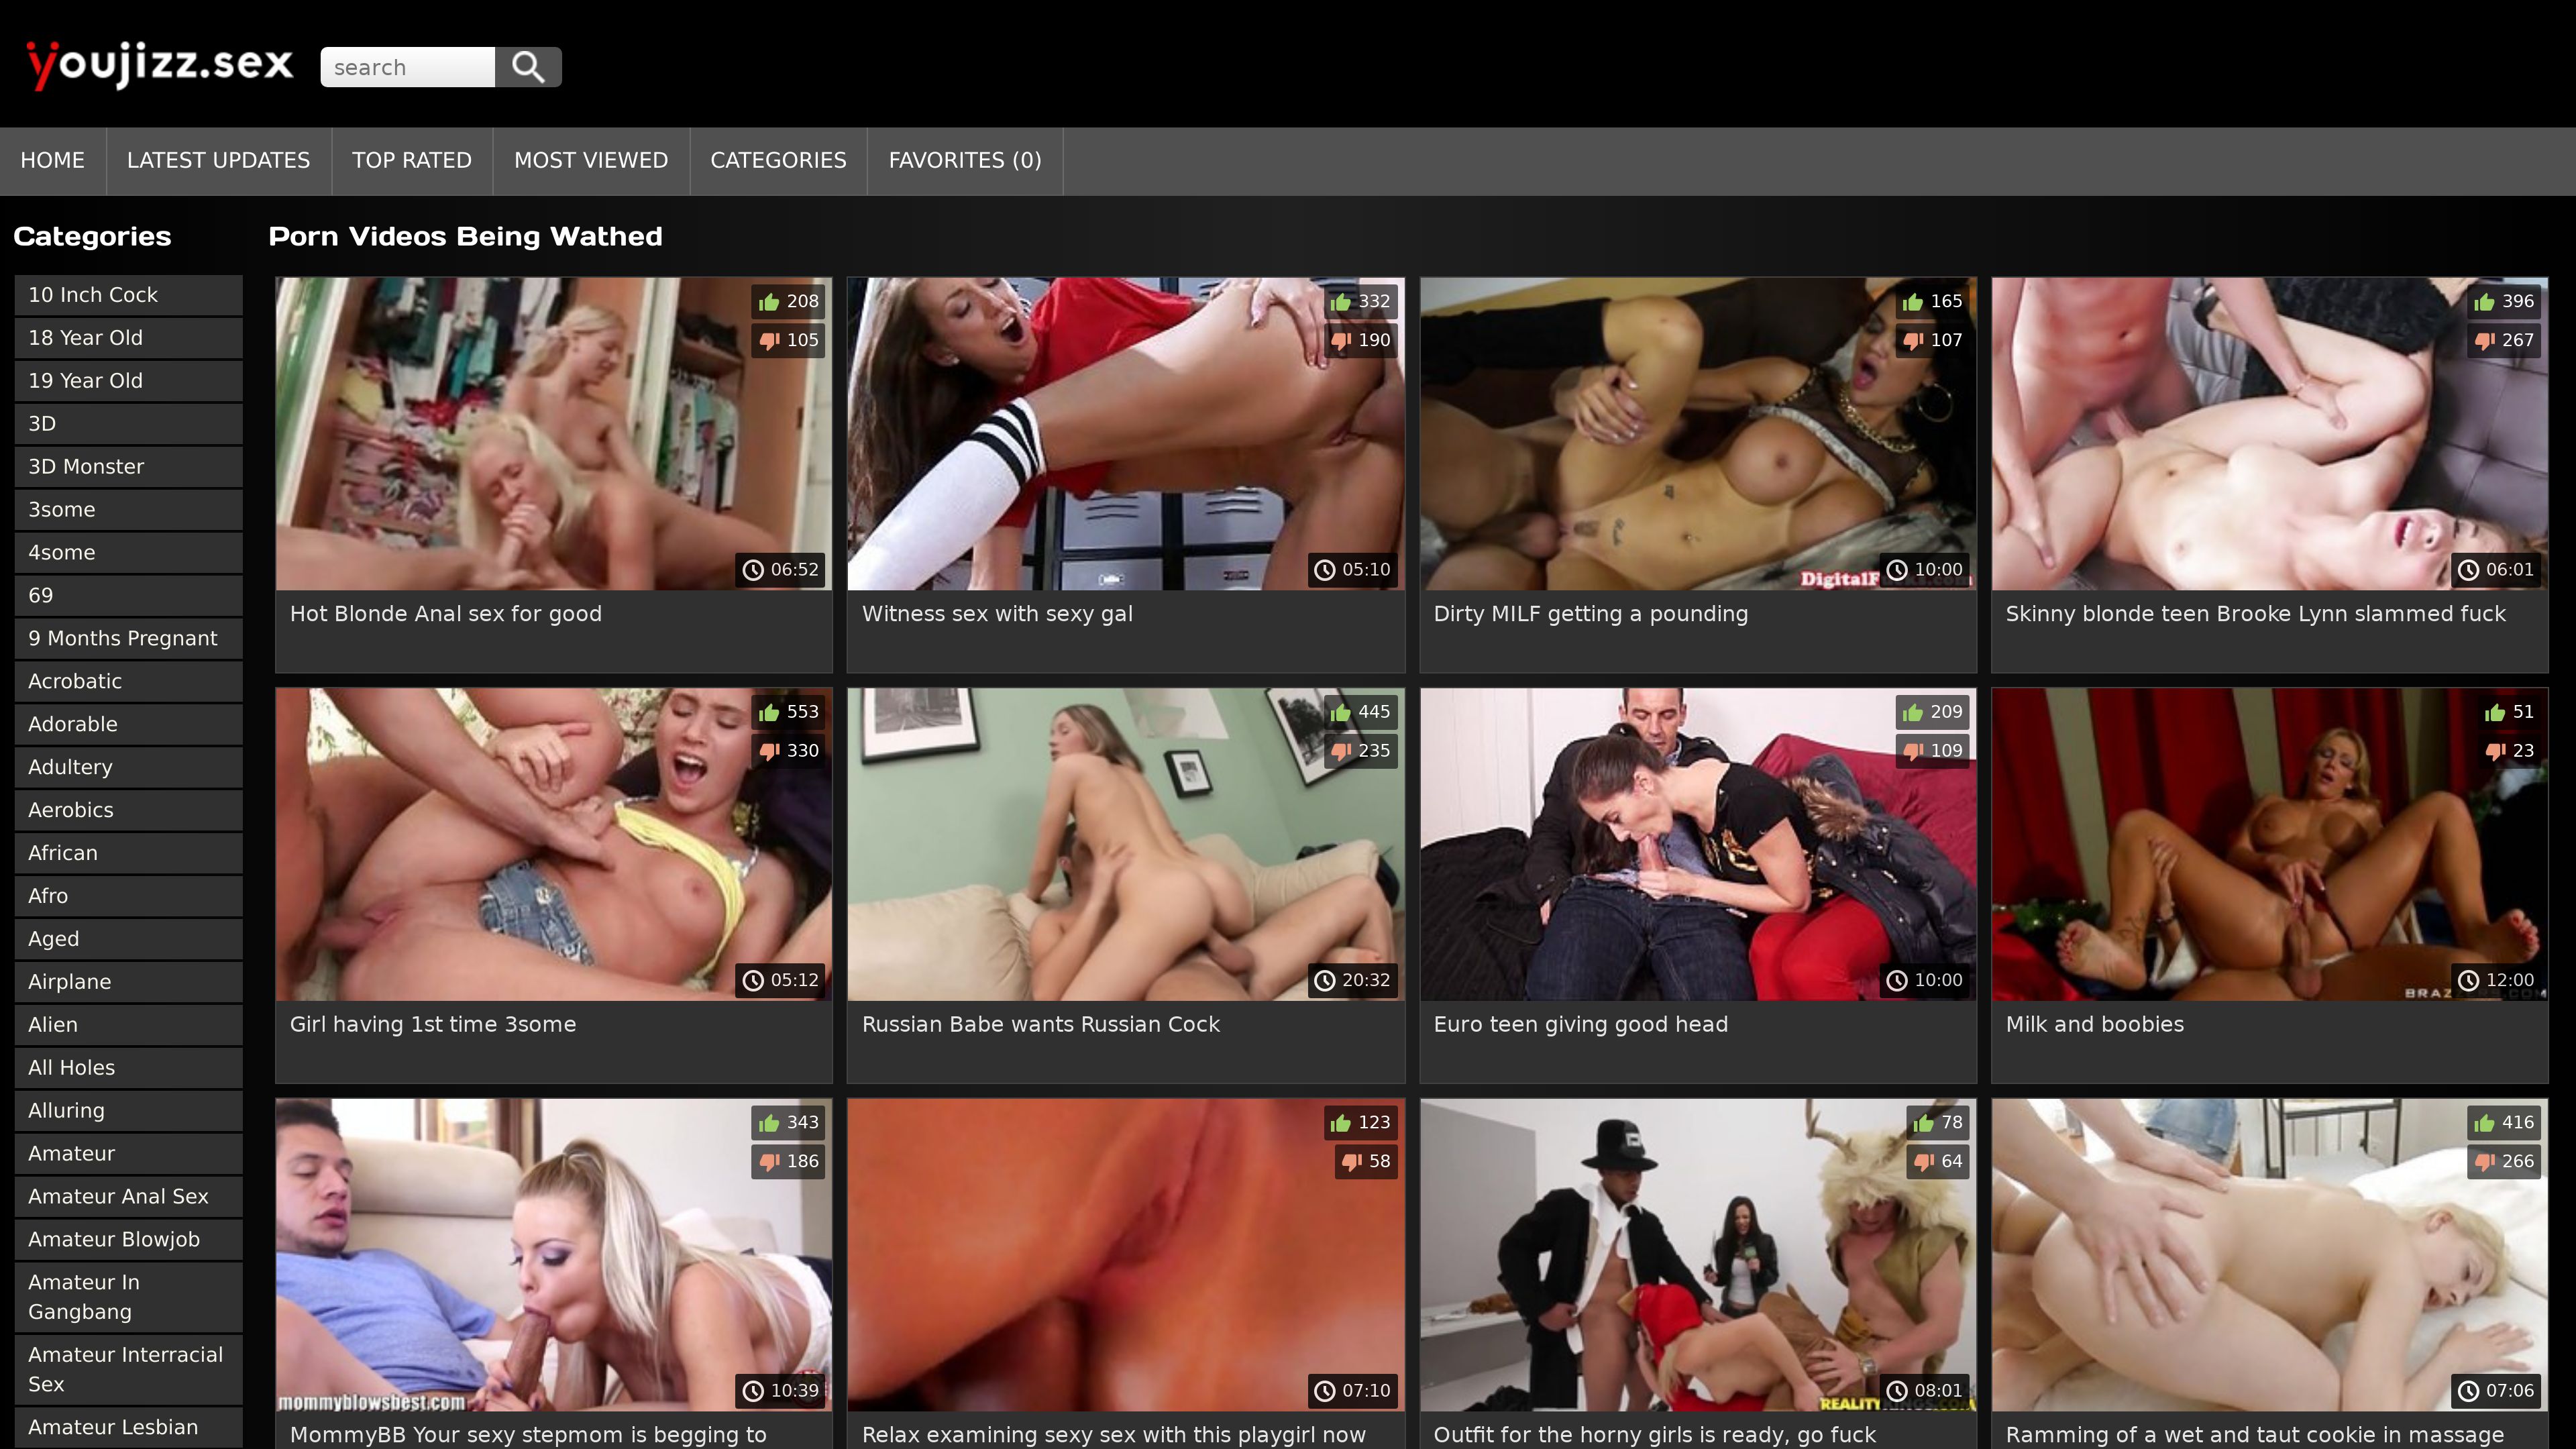 youjizz.sex
search
HOME
LATEST UPDATES
TOP RATED
MOST VIEWED
CATEGORIES
FAVORITES (0)
Categories
10 Inch Cock
18 Year Old
19 Year Old
3D
3D Monster
3some
4some
69
9 Months Pregnant
Acrobatic
Adorable
Adultery
Aerobics
African
Afro
Aged
Airplane
Alien
All Holes
Alluring
Amateur
Amateur Anal Sex
Amateur Blowjob
Amateur In
Gangbang
Amateur Interracial
Sex
Amateur Lesbian
Porn Videos Being Wathed
208
105
06:52
Hot Blonde Anal sex for good
332
190
05:10
Witness sex with sexy gal
165
107
10:00
Dirty MILF getting a pounding
396
267
06:01
Skinny blonde teen Brooke Lynn slammed fuck
553
330
05:12
Girl having 1st time 3some
445
235
20:32
Russian Babe wants Russian Cock
209
109
10:00
Euro teen giving good head
51
23
12:00
Milk and boobies
343
186
mommyblowsbest.com
10:39
MommyBB Your sexy stepmom is begging to
123
58
07:10
Relax examining sexy sex with this playgirl now
78
64
08:01
Outfit for the horny girls is ready, go fuck
416
266
07:06
Ramming of a wet and taut cookie in massage